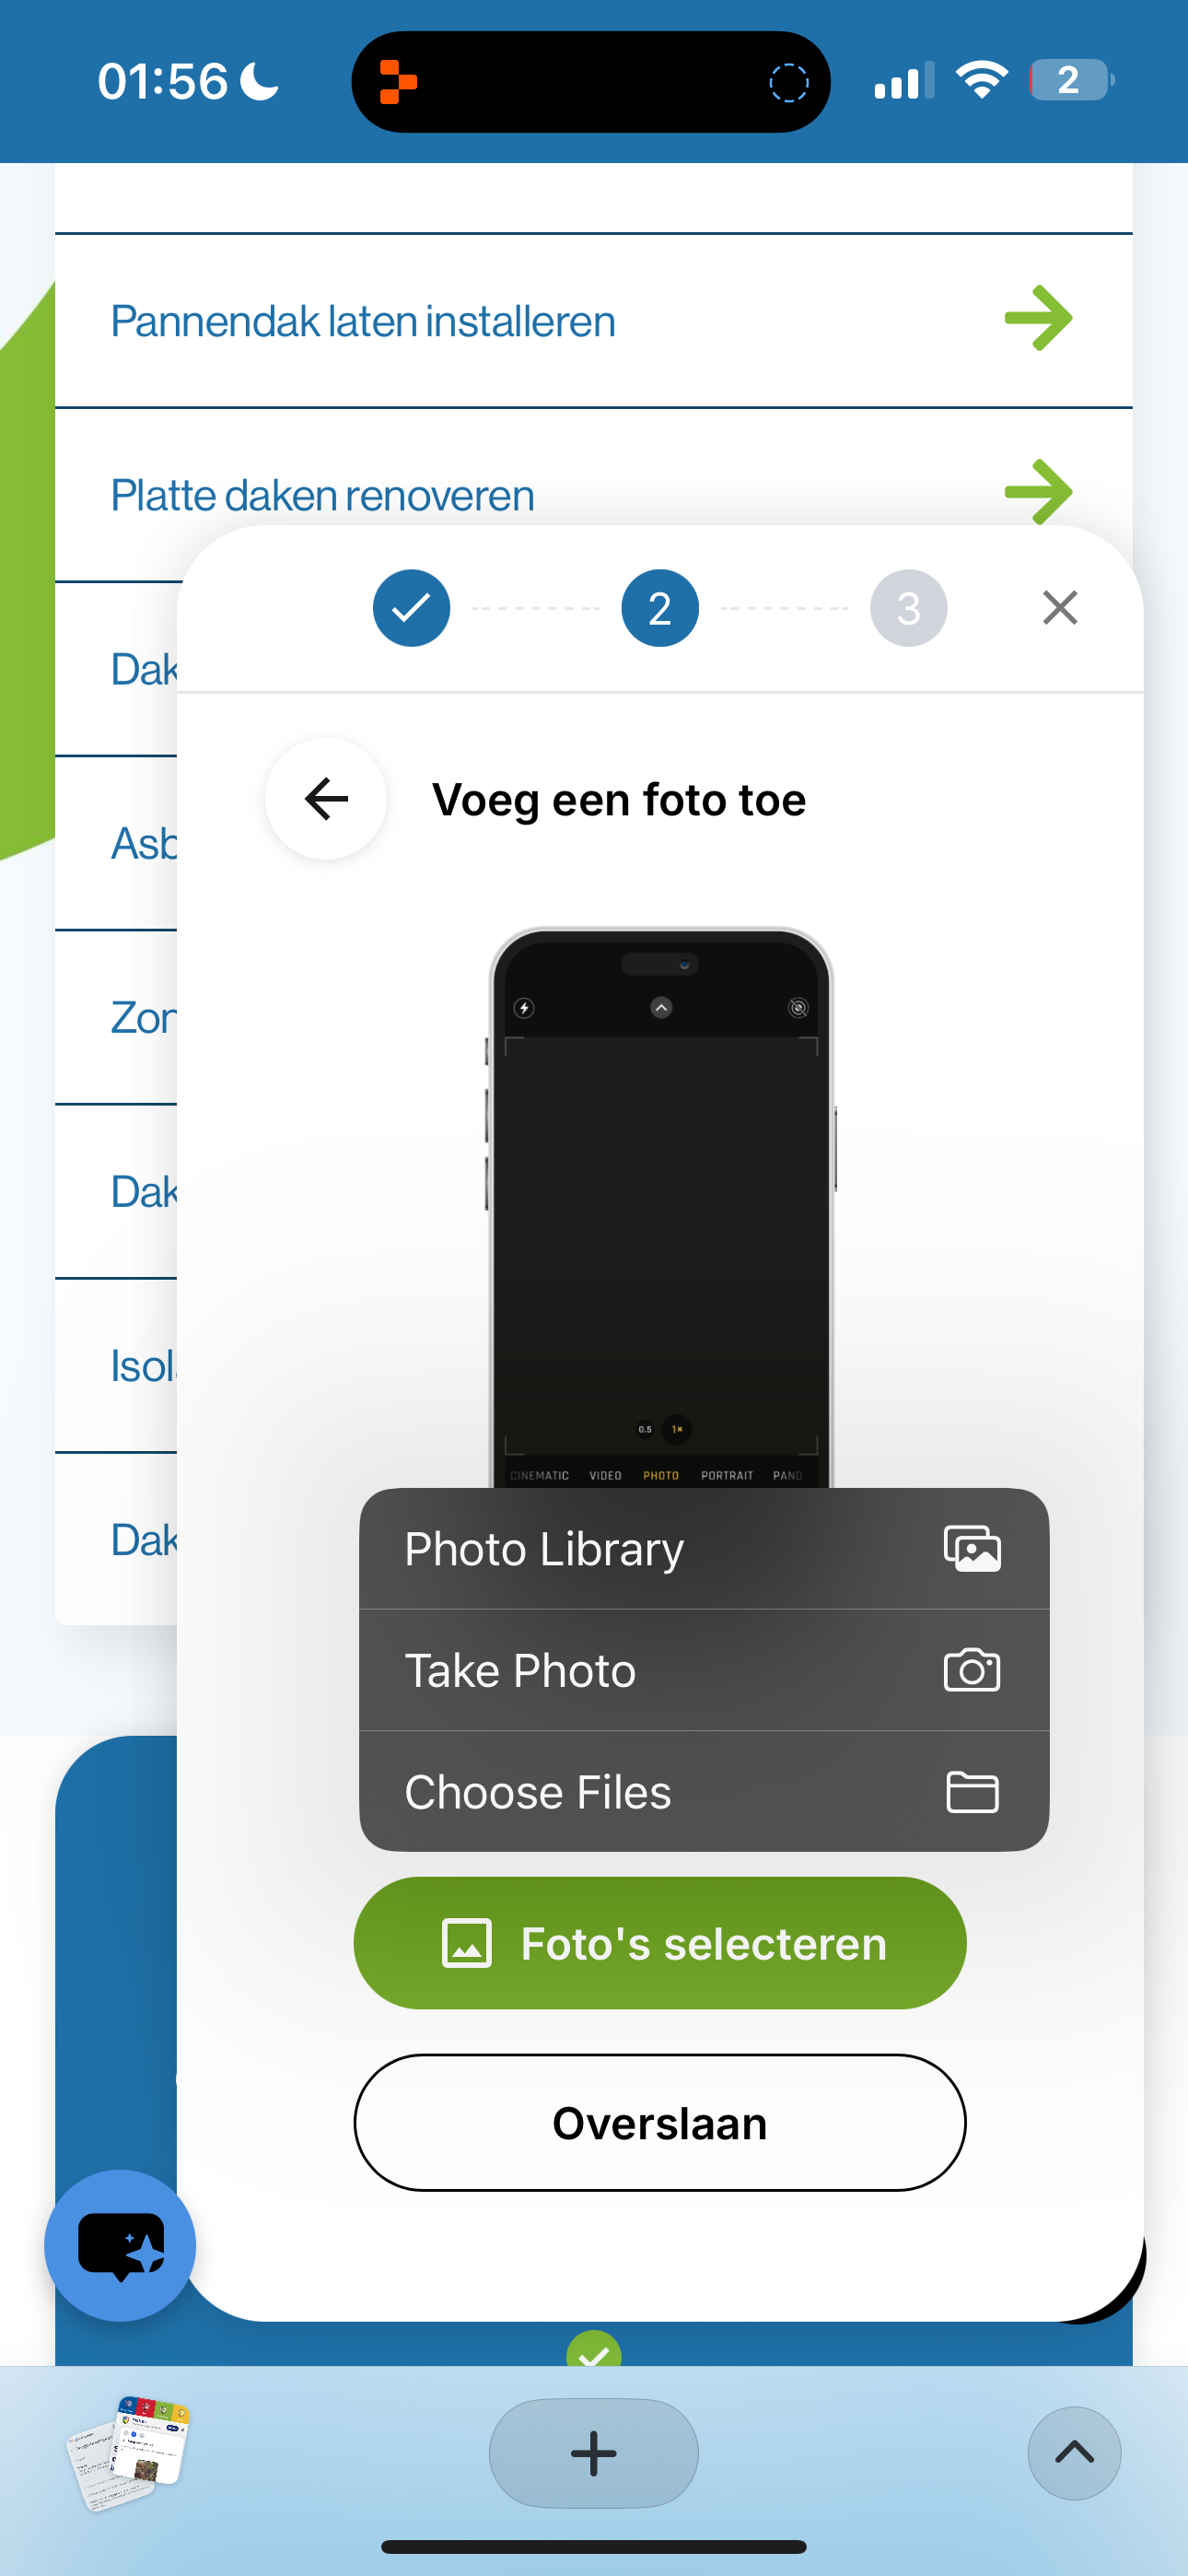 01:56
2
Pannendak laten installeren
Platte daken renoveren
2
3
Dak
Voeg een foto toe
Asb
Zon
Dak
Isol
0.5 1×
CINEMATIC VIDEO PHOTO PORTRAIT PANO
Dak
Photo Library
Take Photo
Choose Files
Foto's selecteren
Overslaan